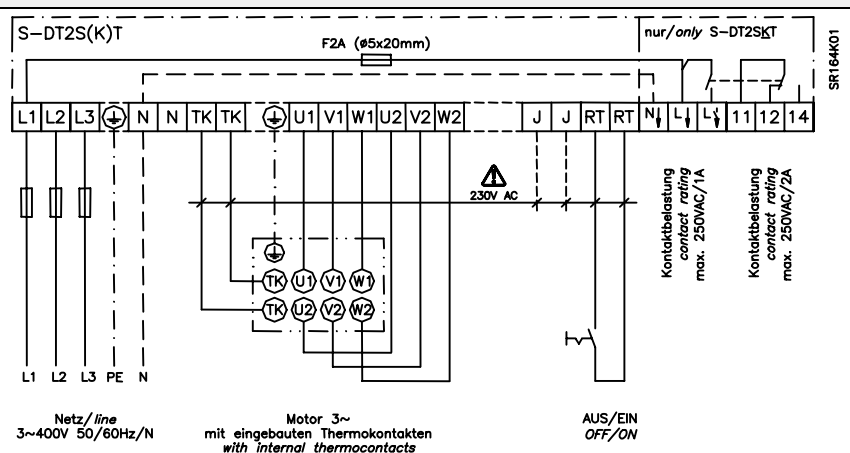 S-DT2S(K)T
F2A (ø5x20mm)
nur/only S-DT2SKT
SR164K01
L1 L2 L3 N N TK TK U1 V1 W1 U2 V2 W2 J J RT RT N L L 11 12 14
230V AC
Kontaktbelastung
contact rating
max. 250VAC/1A
Kontaktbelastung
contact rating
max. 250VAC/2A
TK U1 V1 W1
TK U2 V2 W2
L1 L2 L3 PE N
Netz/line
3~400V 50/60Hz/N
Motor 3~
mit eingebauten Thermokontakten
with internal thermocontacts
AUS/EIN
OFF/ON